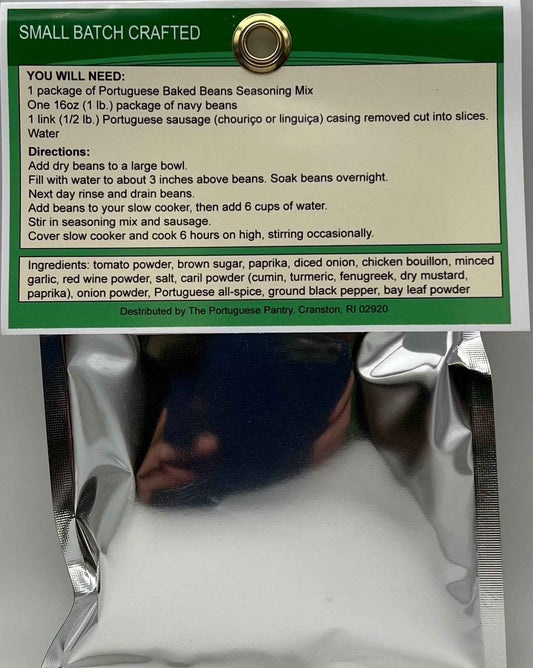 SMALL BATCH CRAFTED
YOU WILL NEED:
1 package of Portuguese Baked Beans Seasoning Mix
One 16oz (1 lb.) package of navy beans
1 link (1/2 lb.) Portuguese sausage (chouriço or linguiça) casing removed cut into slices.
Water
Directions:
Add dry beans to a large bowl.
Fill with water to about 3 inches above beans. Soak beans overnight.
Next day rinse and drain beans.
Add beans to your slow cooker, then add 6 cups of water.
Stir in seasoning mix and sausage.
Cover slow cooker and cook 6 hours on high, stirring occasionally.
Ingredients: tomato powder, brown sugar, paprika, diced onion, chicken bouillon, minced
garlic, red wine powder, salt, caril powder (cumin, turmeric, fenugreek, dry mustard,
paprika), onion powder, Portuguese all-spice, ground black pepper, bay leaf powder
Destributed by The Portuguese Pantry, Cranston, RI 02920